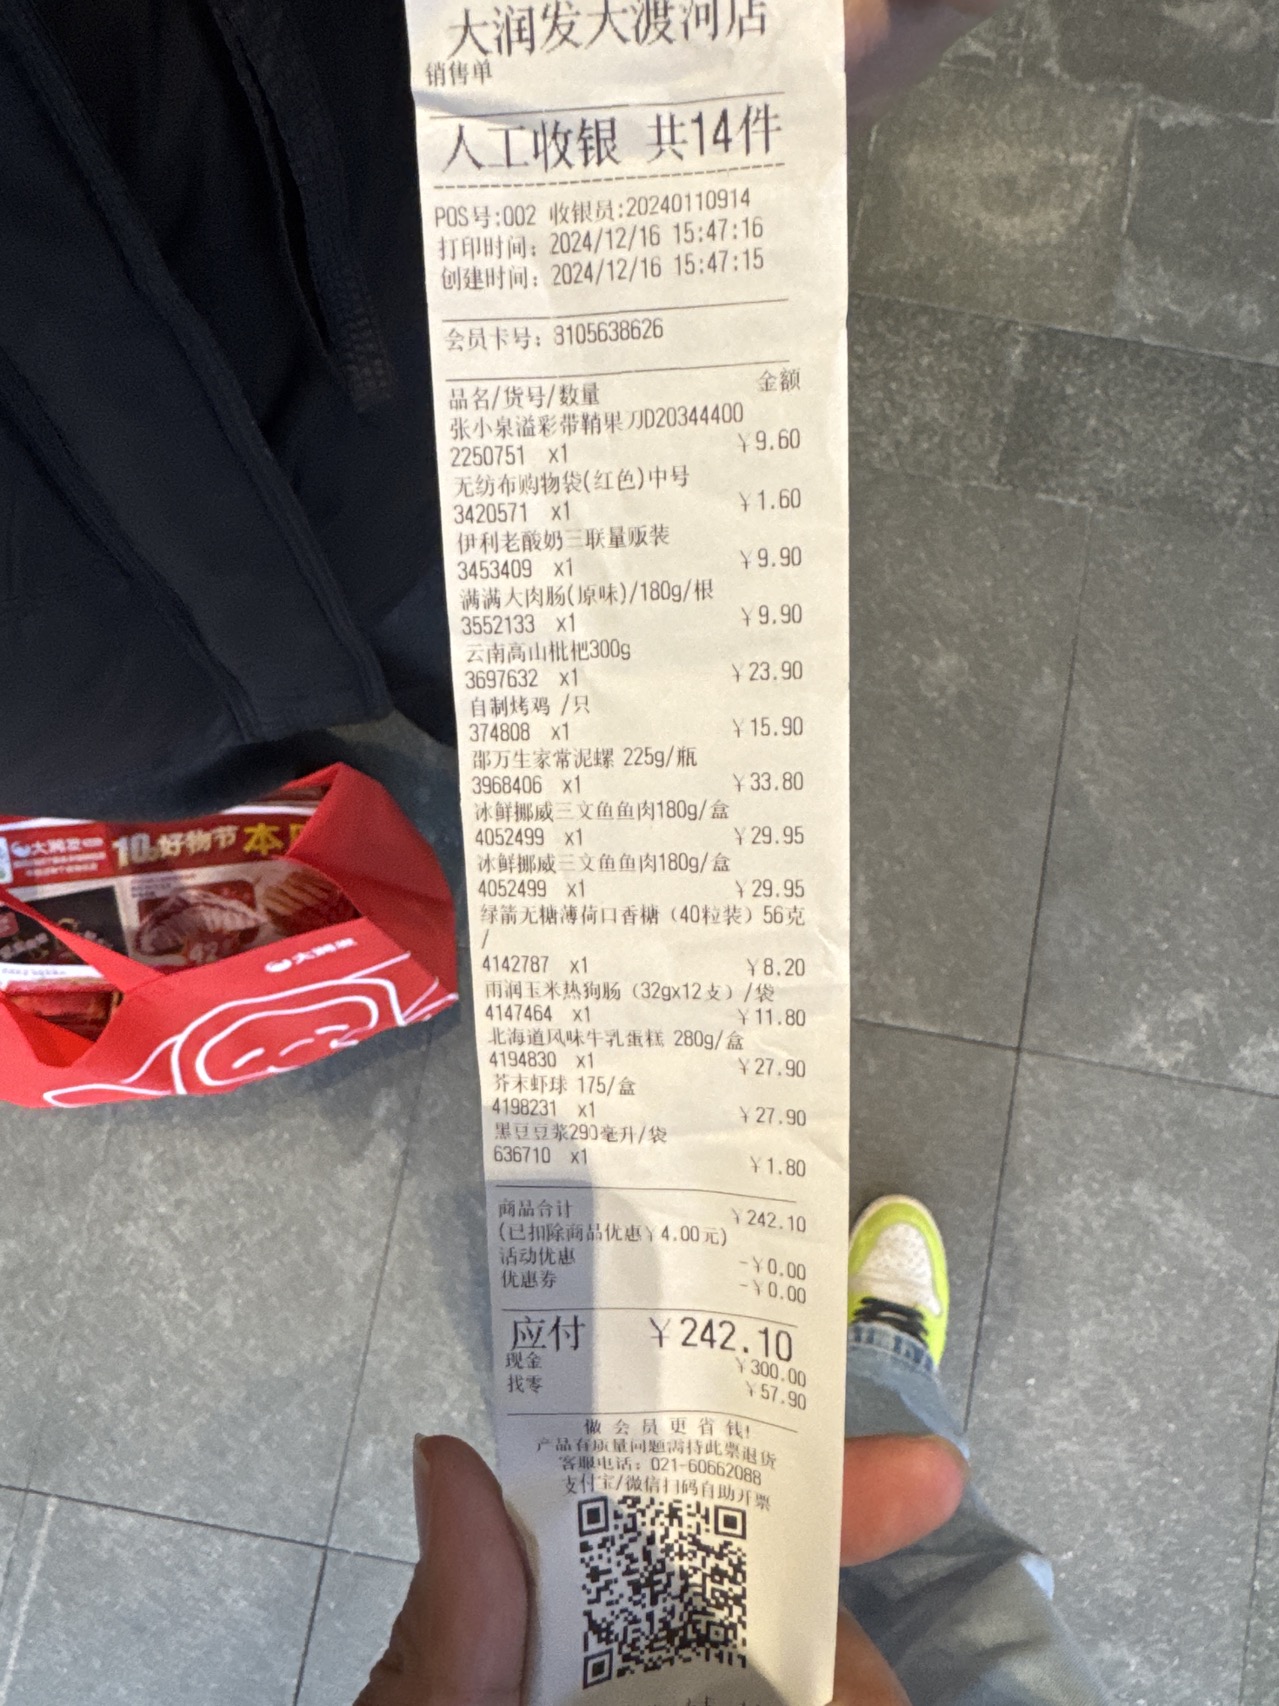 大润发大渡河店
销售单
人工收银 共14件
POS号:002 收银员:20240110914
打印时间: 2024/12/16 15:47:16
创建时间: 2024/12/16 15:47:15
会员卡号: 3105638626
品名/货号/数量 金额
张小泉溢彩带鞘果刀D20344400
2250751 x1 ￥9.60
无纺布购物袋(红色)中号
3420571 x1 ￥1.60
伊利老酸奶三联量贩装
3453409 x1 ￥9.90
满满大肉肠(原味)/180g/根
3552133 x1 ￥9.90
云南高山枇杷300g
3697632 x1 ￥23.90
自制烤鸡 /只
374808 x1 ￥15.90
邵万生家常泥螺 225g/瓶
3968406 x1 ￥33.80
冰鲜挪威三文鱼鱼肉180g/盒
4052499 x1 ￥29.95
冰鲜挪威三文鱼鱼肉180g/盒
4052499 x1 ￥29.95
绿箭无糖薄荷口香糖（40粒装）56克
/
4142787 x1 ￥8.20
雨润玉米热狗肠（32gx12支）/袋
4147464 x1 ￥11.80
北海道风味牛乳蛋糕 280g/盒
4194830 x1 ￥27.90
芥末虾球 175/盒
4198231 x1 ￥27.90
黑豆豆浆290毫升/袋
636710 x1 ￥1.80
商品合计 ￥242.10
(已扣除商品优惠￥4.00元)
活动优惠 -￥0.00
优惠券 -￥0.00
应付 ￥242.10
现金 ￥300.00
找零 ￥57.90
做会员更省钱!
产品有质量问题需持此票退货
客服电话: 021-60662088
支付宝/微信扫码自助开票
大润发
10 好物节 本
大润发